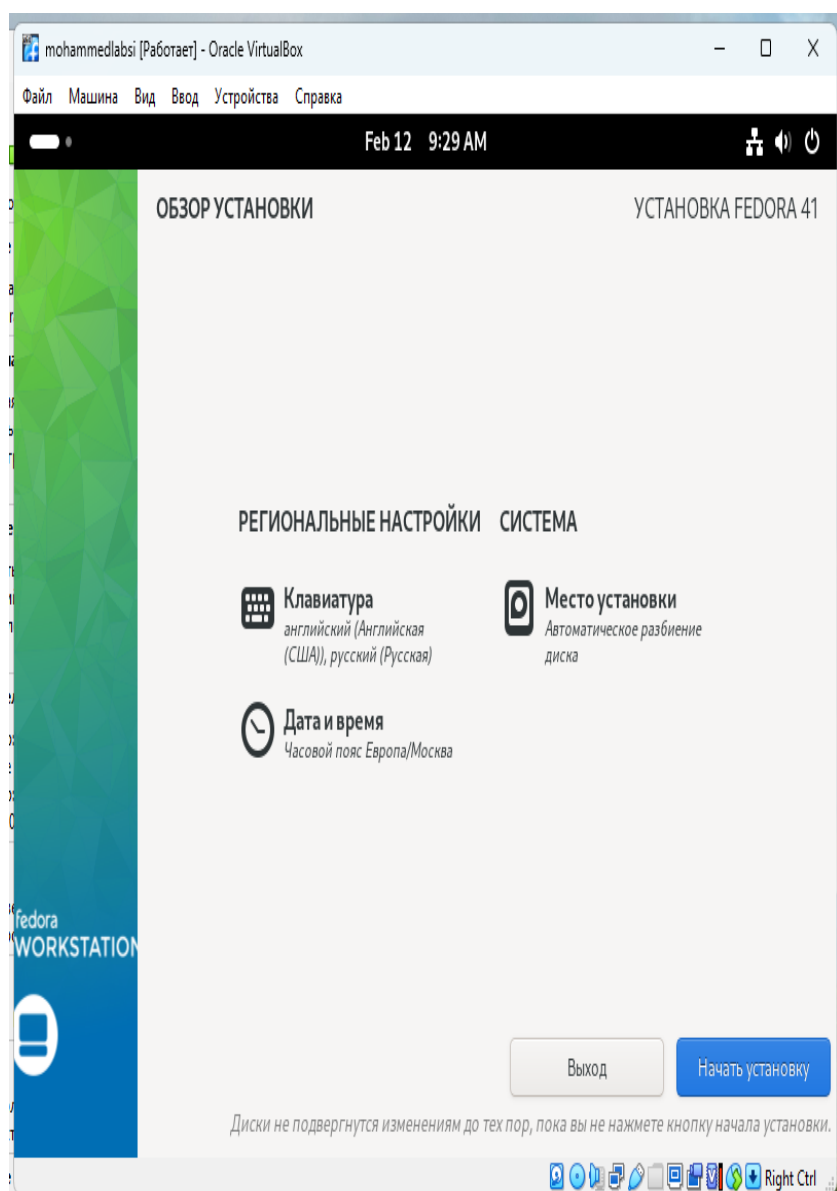 mohammedlabsi [Работает] - Oracle VirtualBox
Файл Машина Вид Ввод Устройства Справка
Feb 12 9:29 AM
ОБЗОР УСТАНОВКИ
УСТАНОВКА FEDORA 41
РЕГИОНАЛЬНЫЕ НАСТРОЙКИ
СИСТЕМА
Клавиатура
английский (Английская
(США)), русский (Русская)
Место установки
Автоматическое разбиение
диска
Дата и время
Часовой пояс Европа/Москва
fedora
WORKSTATION
Выход
Начать установку
Диски не подвергнутся изменениям до тех пор, пока вы не нажмете кнопку начала установки.
Right Ctrl